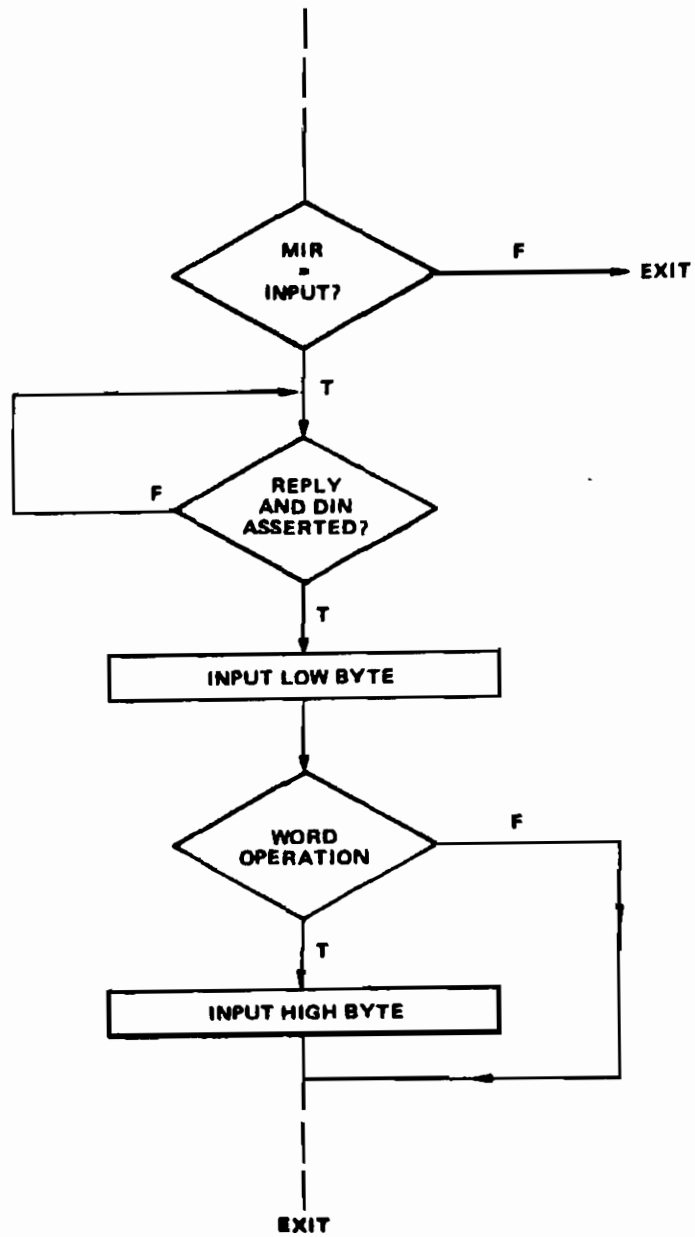 MIR
=
INPUT?
F
EXIT
T
REPLY
AND DIN
ASSERTED?
F
T
INPUT LOW BYTE
WORD
OPERATION
F
T
INPUT HIGH BYTE
EXIT